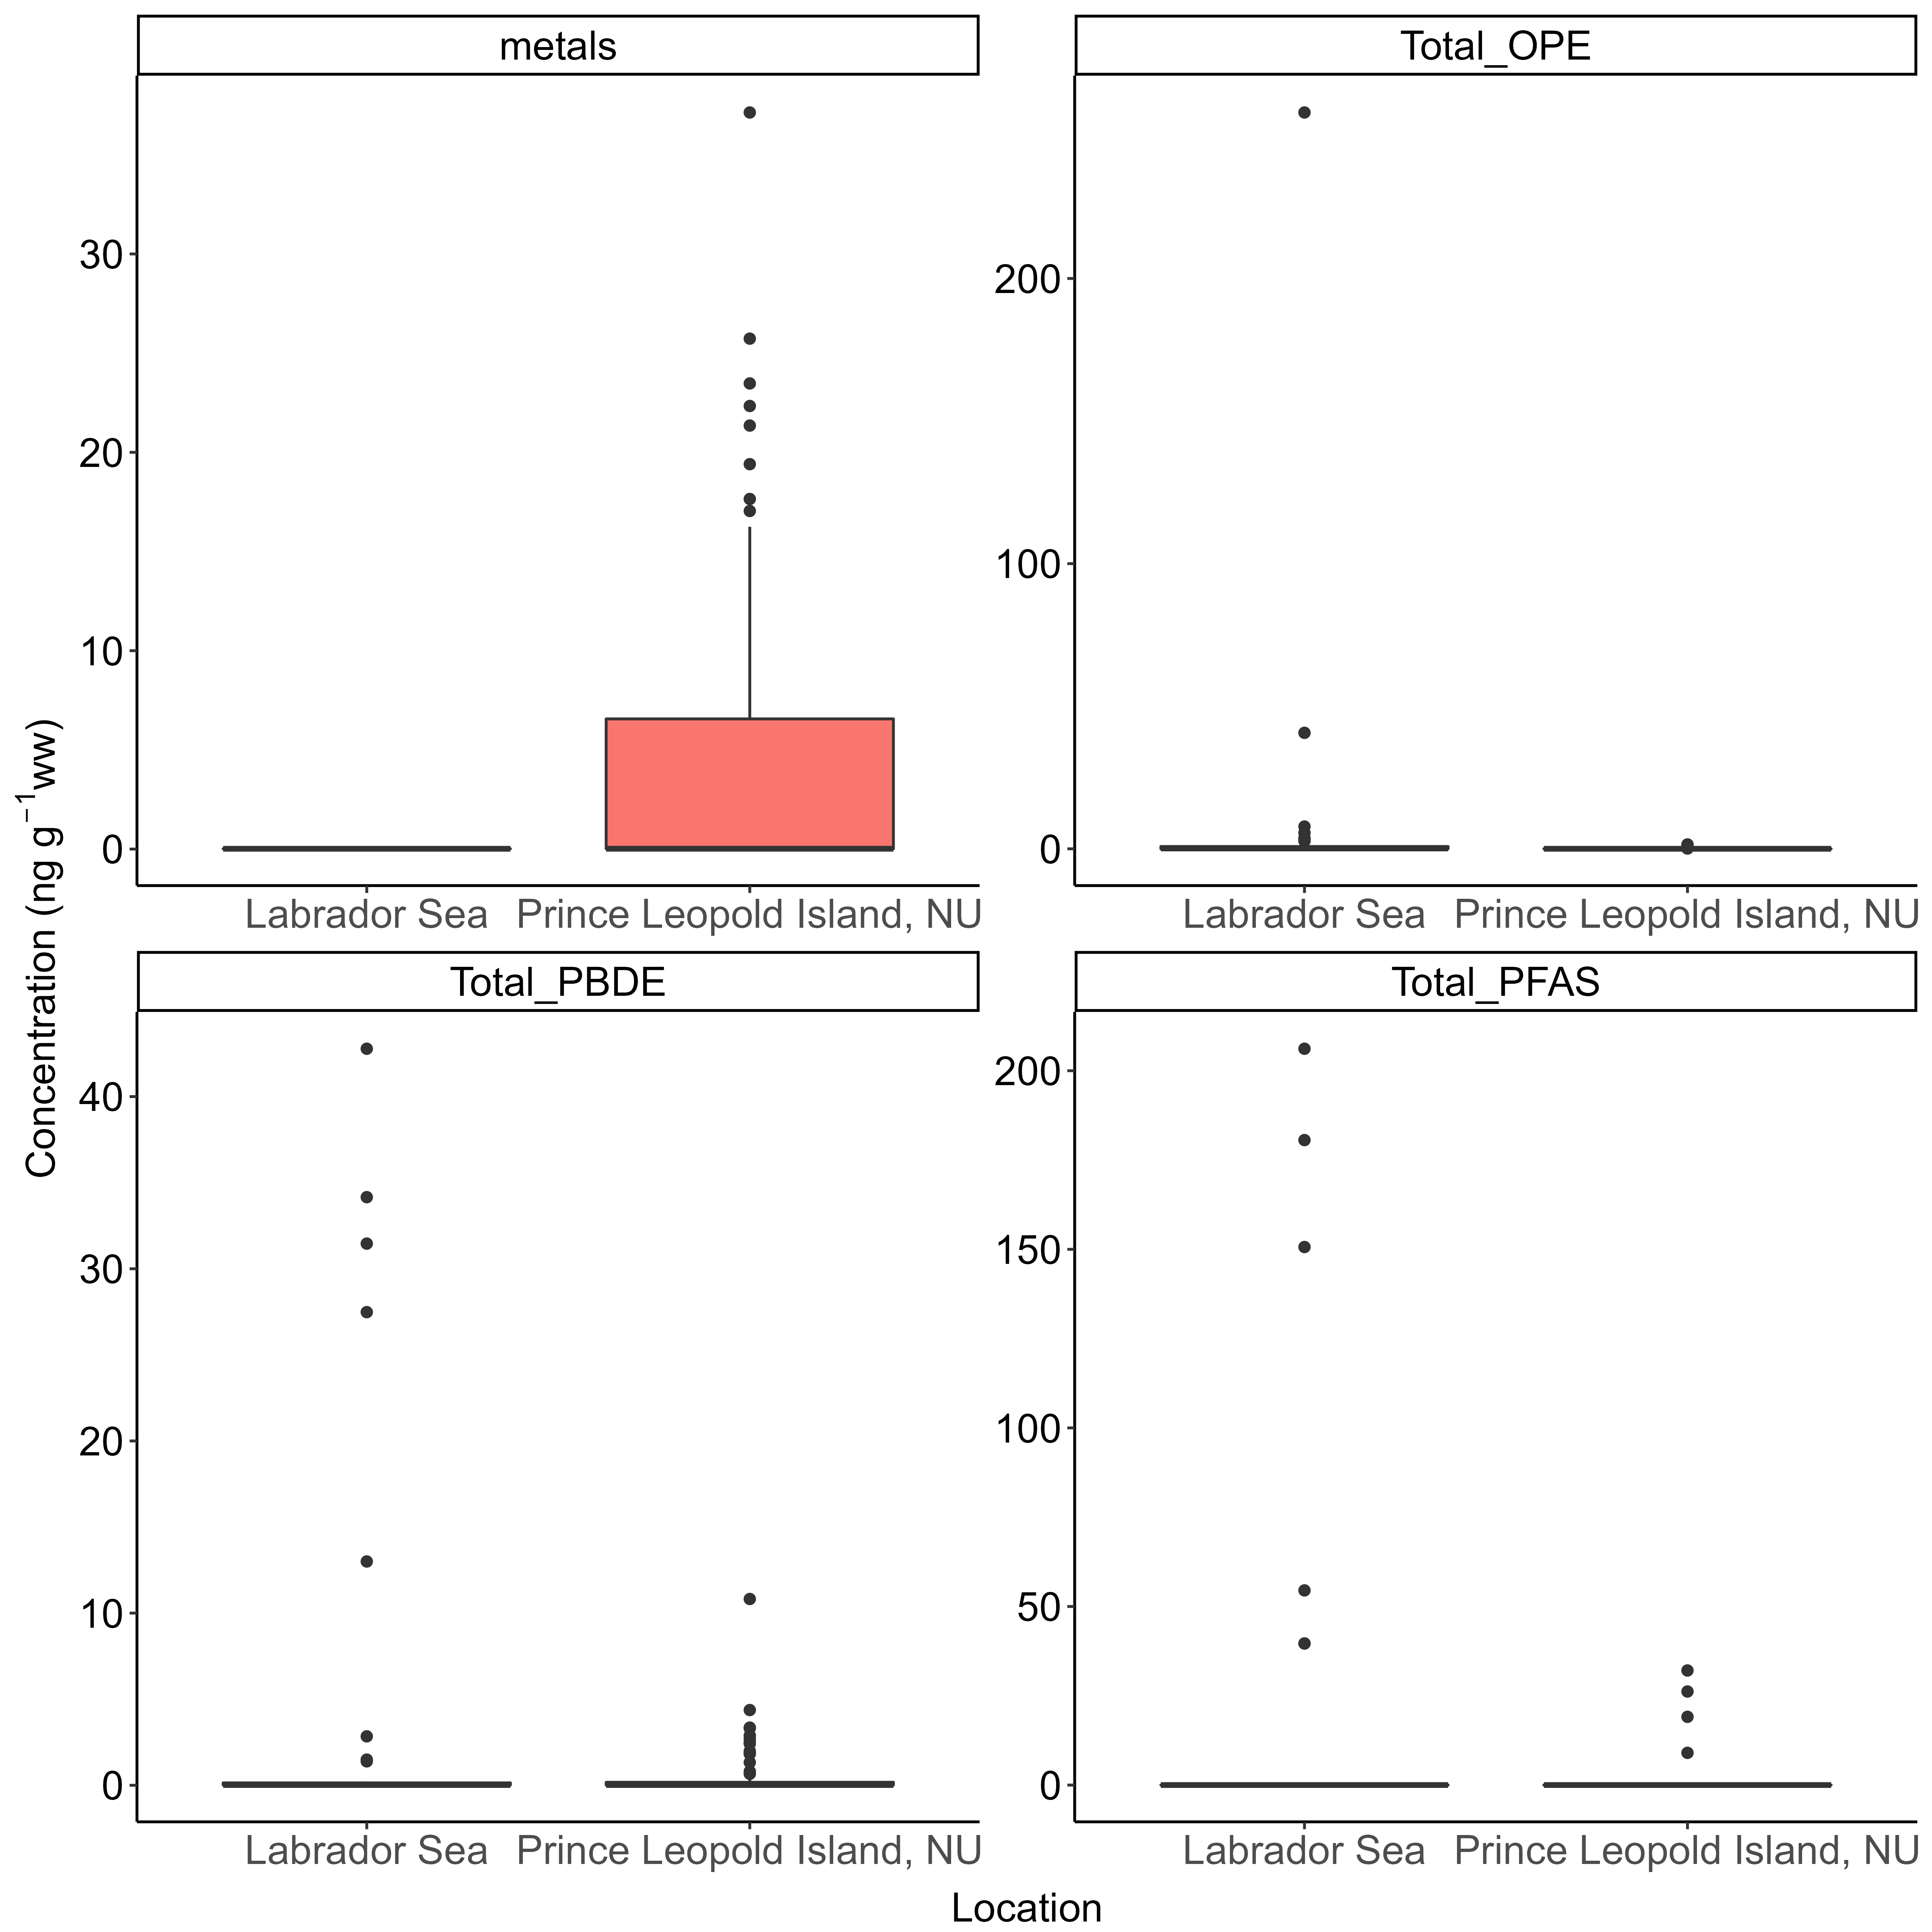 metals
Total_OPE
30
20
10
0
200
100
0
Labrador Sea Prince Leopold Island, NU
Labrador Sea Prince Leopold Island, NU
Concentration (ng g⁻¹ww)
Total_PBDE
Total_PFAS
40
30
20
10
0
200
150
100
50
0
Labrador Sea Prince Leopold Island, NU
Labrador Sea Prince Leopold Island, NU
Location